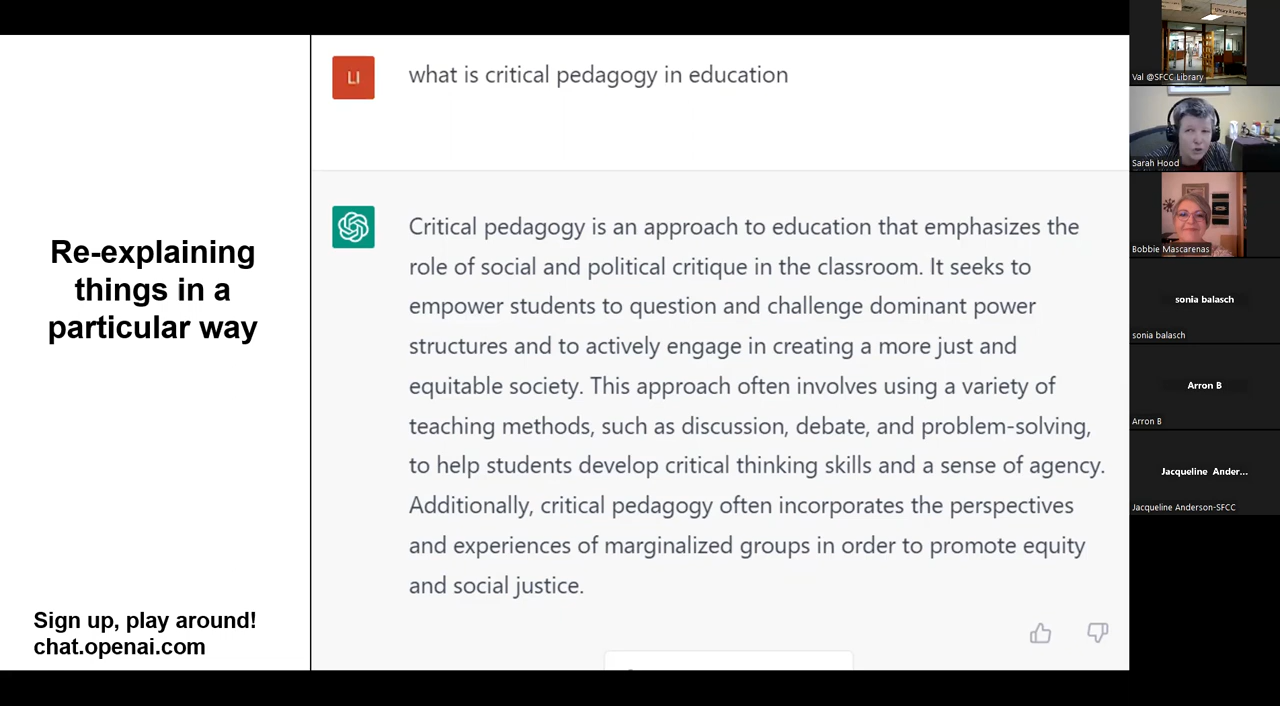 Re-explaining
things in a
particular way
Sign up, play around!
chat.openai.com
LI
what is critical pedagogy in education
Critical pedagogy is an approach to education that emphasizes the
role of social and political critique in the classroom. It seeks to
empower students to question and challenge dominant power
structures and to actively engage in creating a more just and
equitable society. This approach often involves using a variety of
teaching methods, such as discussion, debate, and problem-solving,
to help students develop critical thinking skills and a sense of agency.
Additionally, critical pedagogy often incorporates the perspectives
and experiences of marginalized groups in order to promote equity
and social justice.
Val @SFCC Library
Sarah Hood
Bobbie Mascarenas
sonia balasch
sonia balasch
Arron B
Arron B
Jacqueline Ander...
Jacqueline Anderson-SFCC